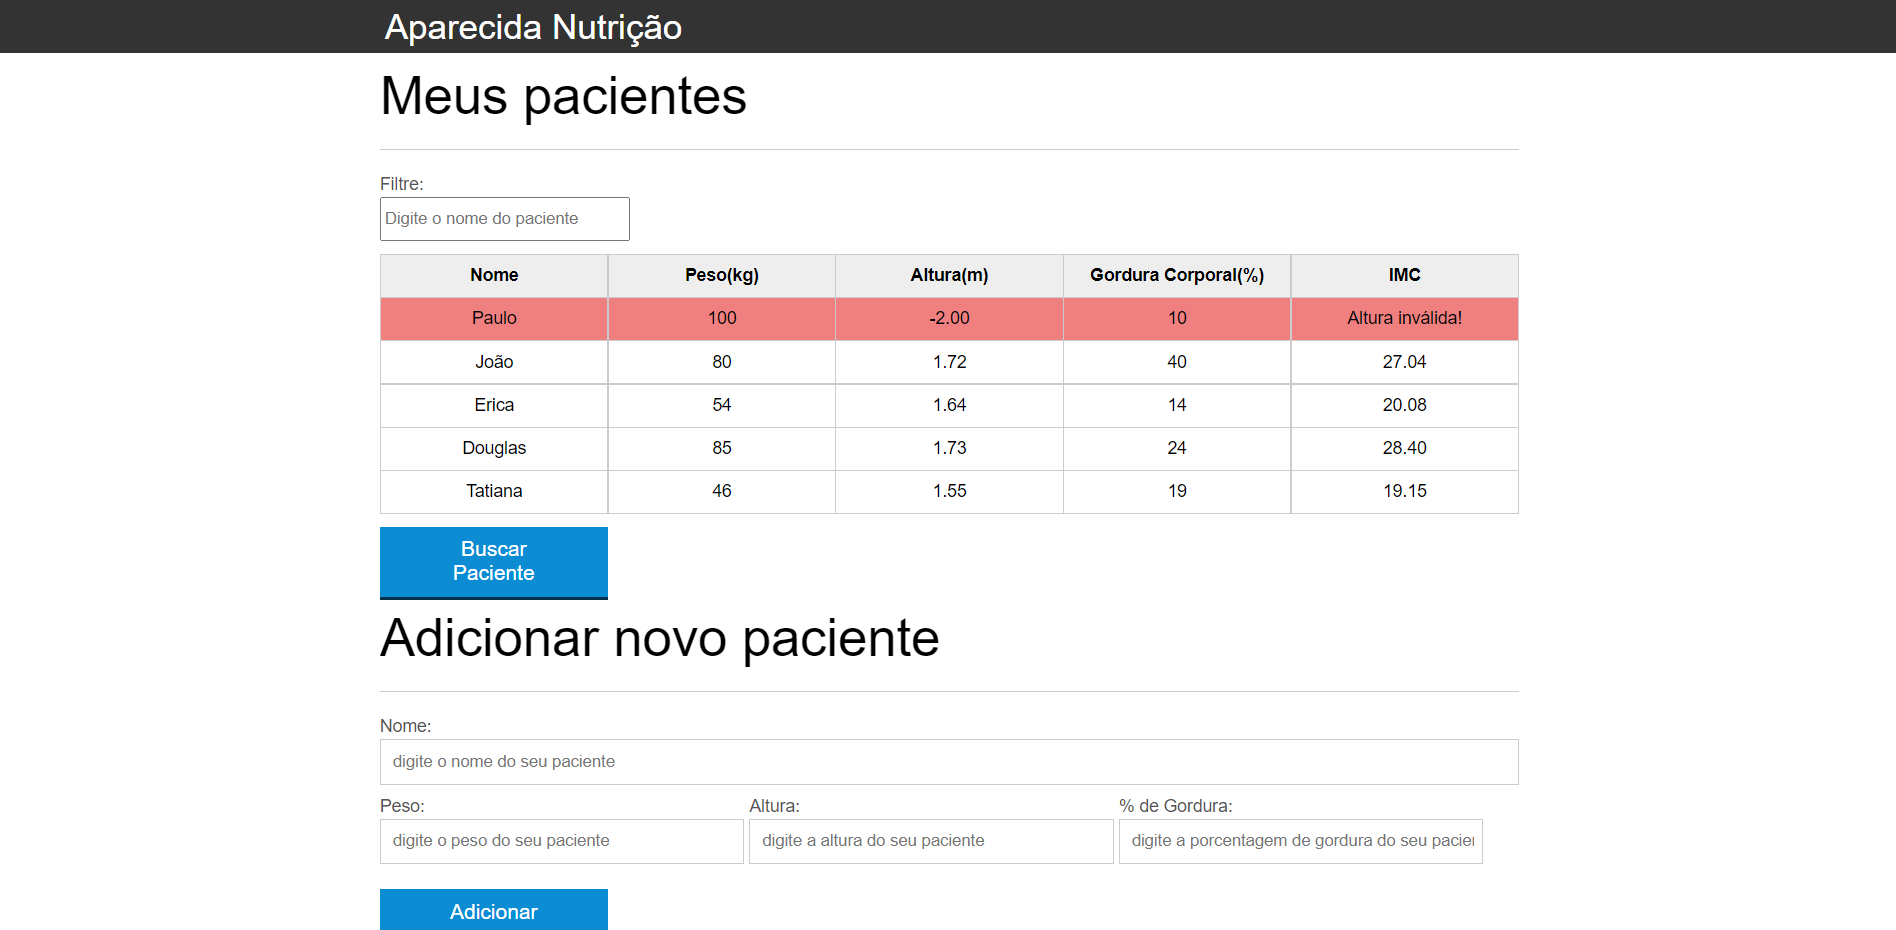 Aparecida Nutrição
Meus pacientes
Filtre:
Digite o nome do paciente
Nome Peso(kg) Altura(m) Gordura Corporal(%) IMC
Paulo 100 -2.00 10 Altura inválida!
João 80 1.72 40 27.04
Erica 54 1.64 14 20.08
Douglas 85 1.73 24 28.40
Tatiana 46 1.55 19 19.15
Buscar
Paciente
Adicionar novo paciente
Nome:
digite o nome do seu paciente
Peso: Altura: % de Gordura:
digite o peso do seu paciente digite a altura do seu paciente digite a porcentagem de gordura do seu pacien
Adicionar